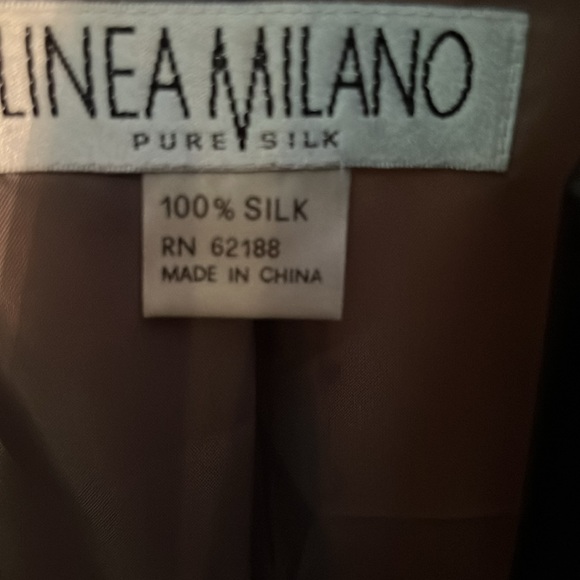 LINEA MILANO
PURE SILK
100% SILK
RN 62188
MADE IN CHINA